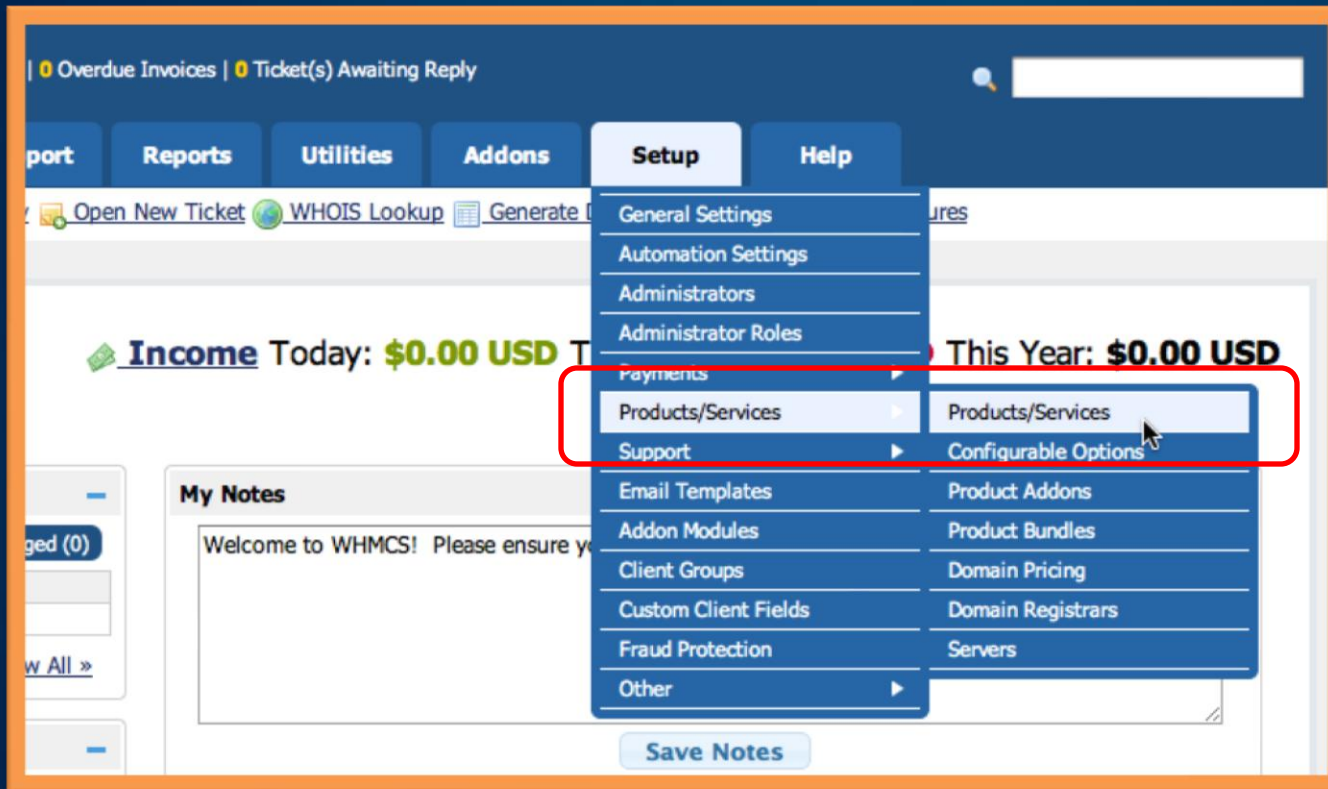 | 0 Overdue Invoices | 0 Ticket(s) Awaiting Reply
port Reports Utilities Addons Setup Help
Open New Ticket WHOIS Lookup Generate D ures
General Settings
Automation Settings
Administrators
Administrator Roles
Income Today: $0.00 USD T This Year: $0.00 USD
Payments
Products/Services Products/Services
Support Configurable Options
Email Templates Product Addons
Addon Modules Product Bundles
Client Groups Domain Pricing
Custom Client Fields Domain Registrars
Fraud Protection Servers
Other
My Notes
ged (0)
Welcome to WHMCS! Please ensure yo
w All »
Save Notes